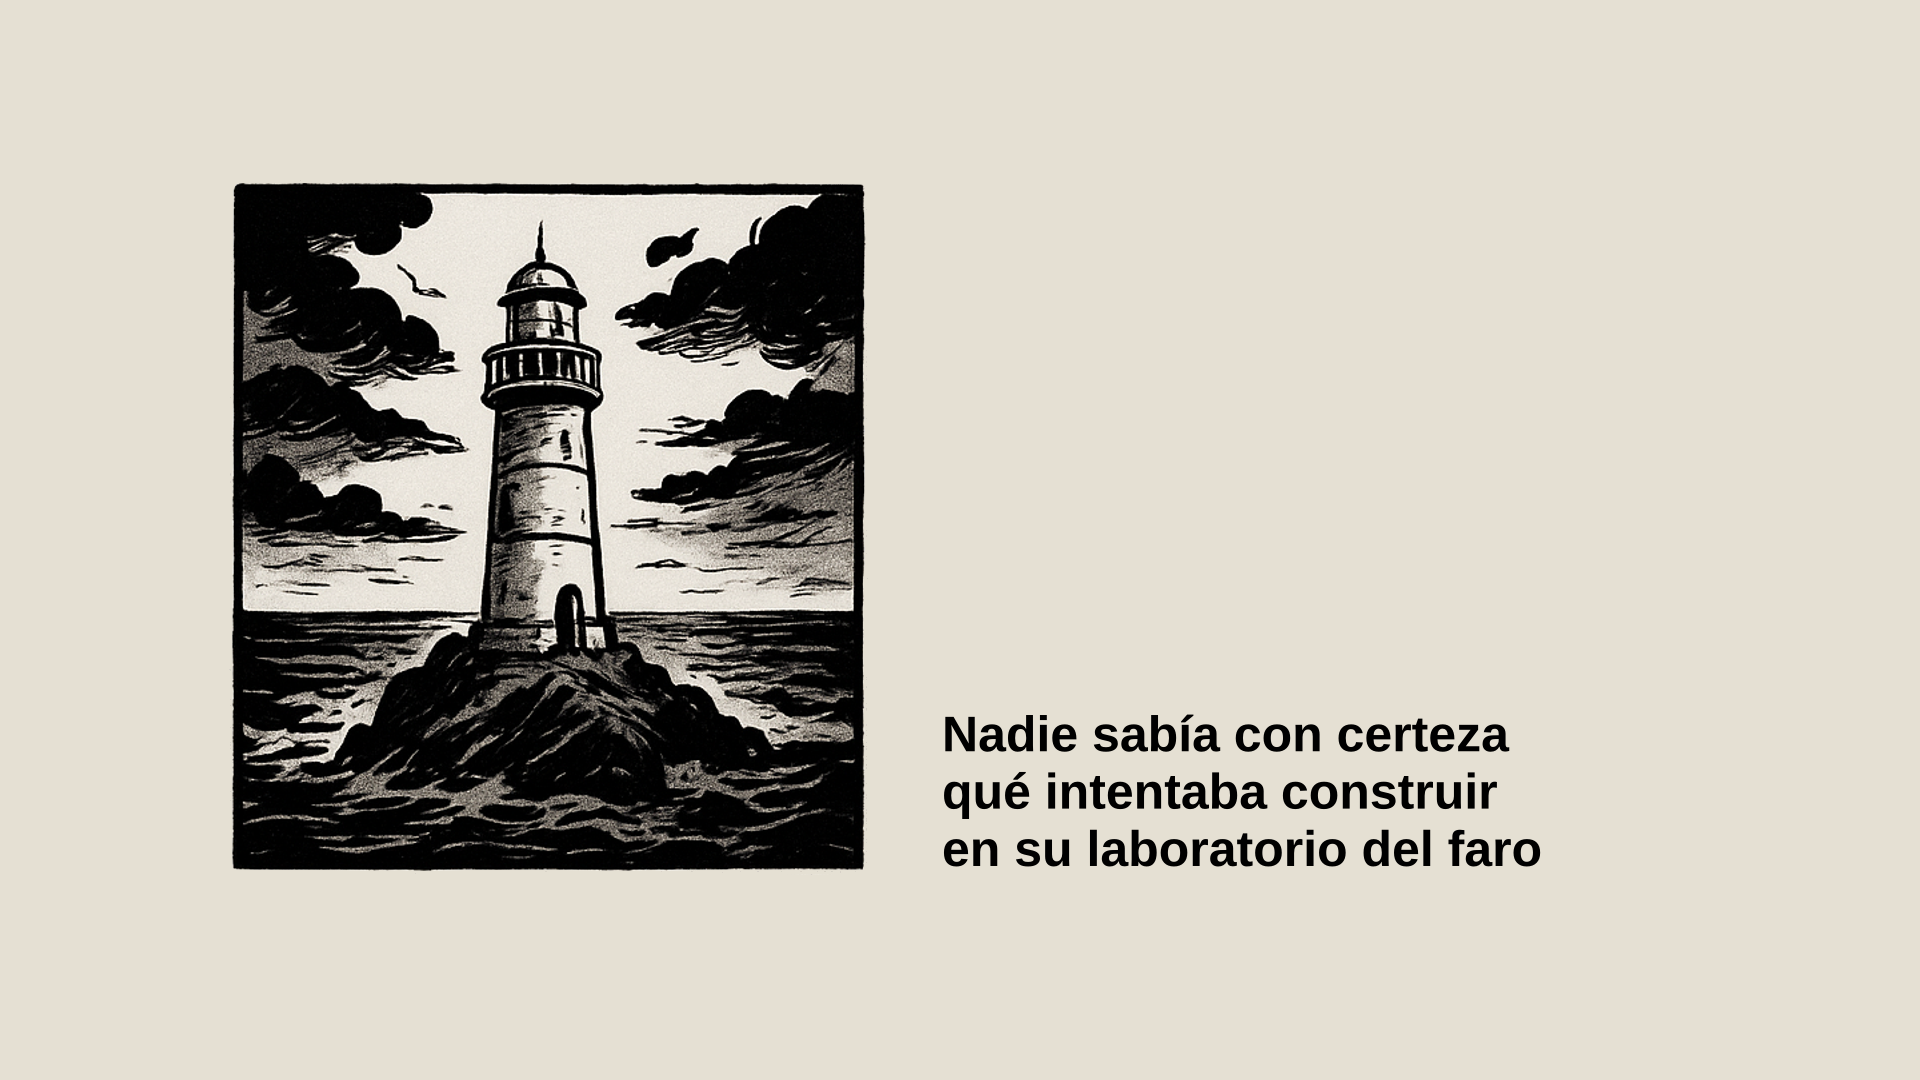 Nadie sabía con certeza
qué intentaba construir
en su laboratorio del faro